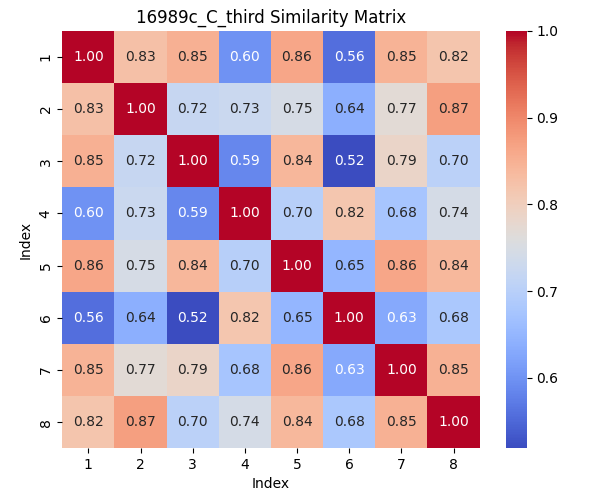 16989c_C_third Similarity Matrix
1 1.00 0.83 0.85 0.60 0.86 0.56 0.85 0.82
2 0.83 1.00 0.72 0.73 0.75 0.64 0.77 0.87
3 0.85 0.72 1.00 0.59 0.84 0.52 0.79 0.70
4 0.60 0.73 0.59 1.00 0.70 0.82 0.68 0.74
5 0.86 0.75 0.84 0.70 1.00 0.65 0.86 0.84
6 0.56 0.64 0.52 0.82 0.65 1.00 0.63 0.68
7 0.85 0.77 0.79 0.68 0.86 0.63 1.00 0.85
8 0.82 0.87 0.70 0.74 0.84 0.68 0.85 1.00
1 2 3 4 5 6 7 8
Index
Index
1.0
0.9
0.8
0.7
0.6